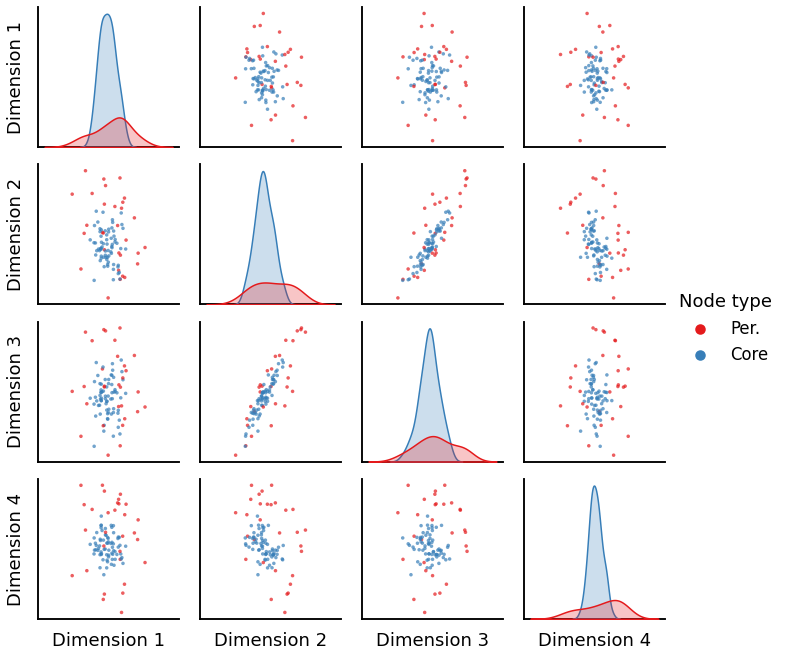 Dimension 1
Dimension 2
Dimension 3
Dimension 4
Node type
Per.
Core
Dimension 1
Dimension 2
Dimension 3
Dimension 4